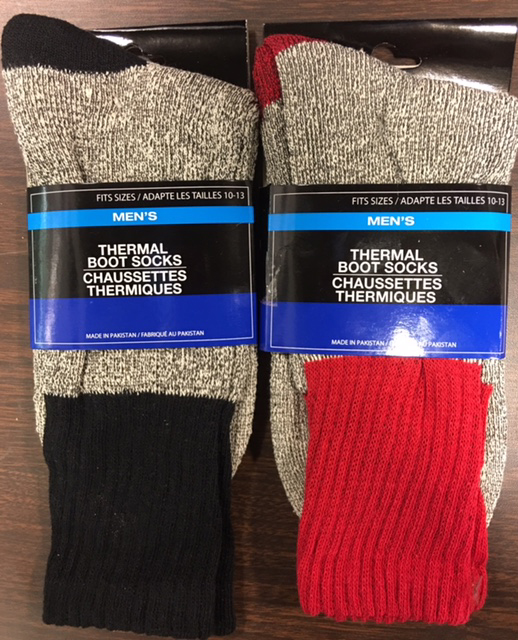 FITS SIZES / ADAPTE LES TAILLES 10-13
MEN'S
THERMAL
BOOT SOCKS
CHAUSSETTES
THERMIQUES
MADE IN PAKISTAN / FABRIQUÉ AU PAKISTAN
FITS SIZES / ADAPTE LES TAILLES 10-13
MEN'S
THERMAL
BOOT SOCKS
CHAUSSETTES
THERMIQUES
MADE IN PAKISTAN / FABRIQUÉ AU PAKISTAN